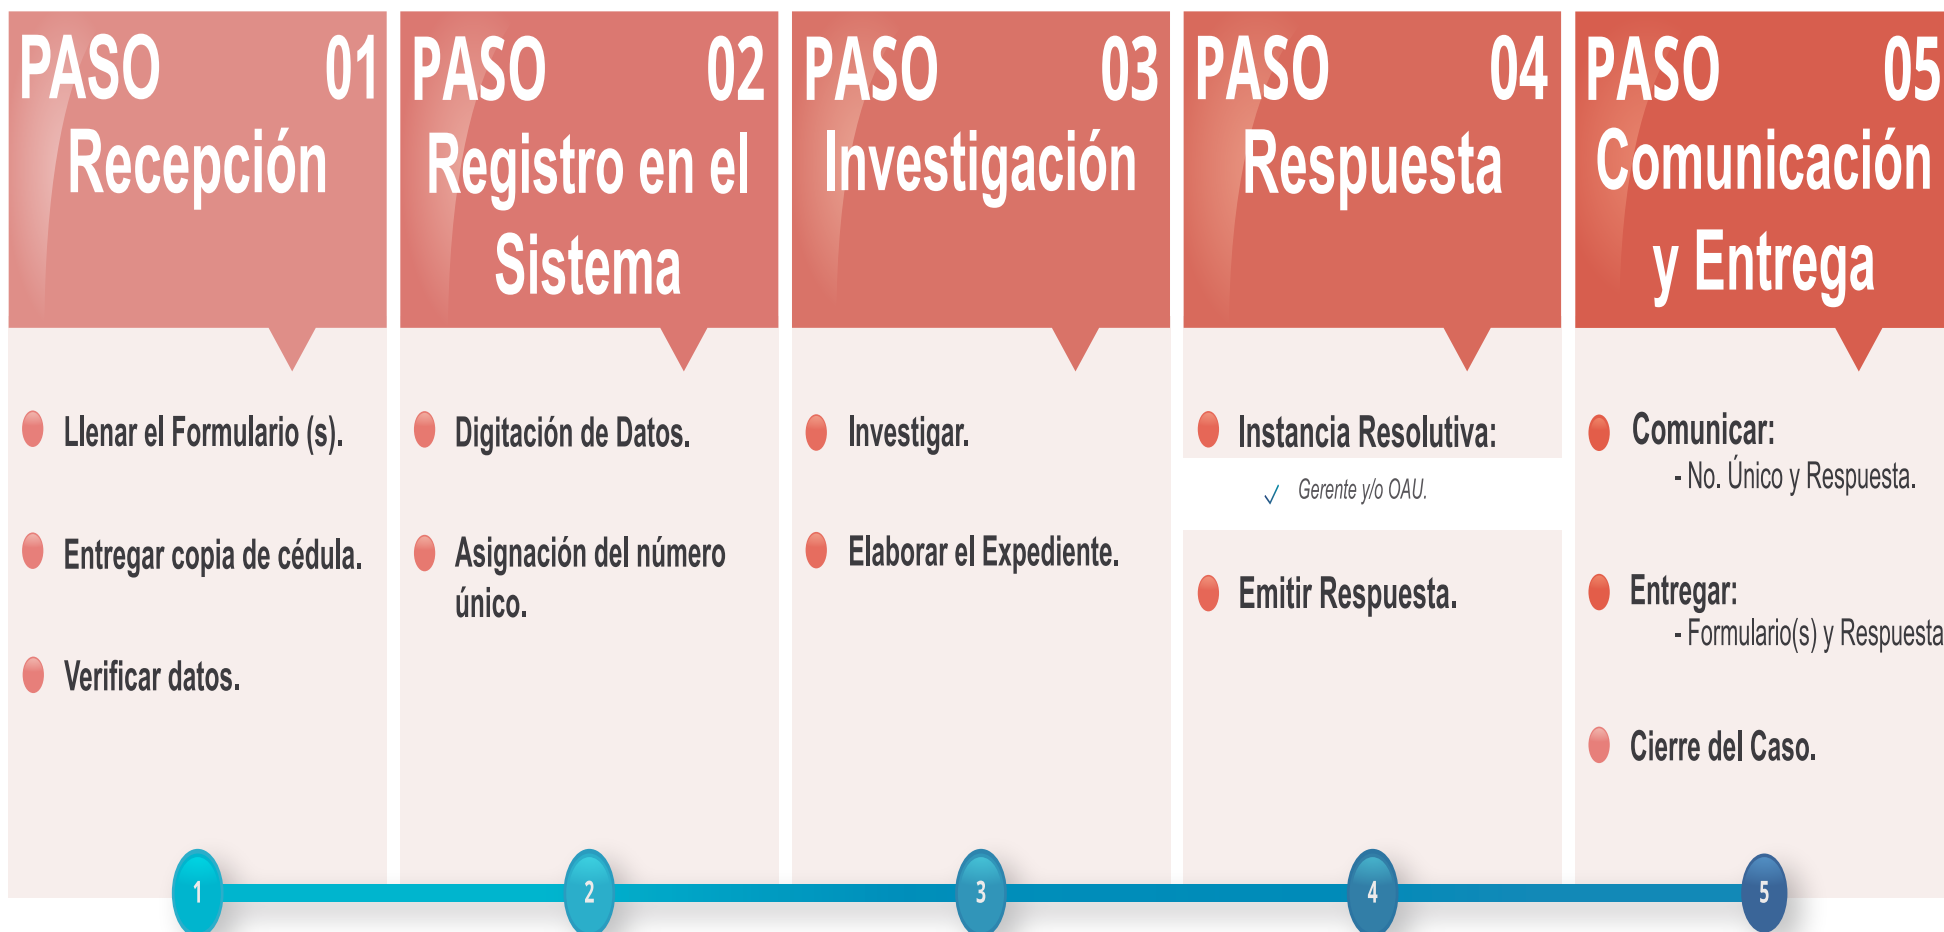 PASO 01
Recepción
Llenar el Formulario (s).
Entregar copia de cédula.
Verificar datos.
PASO 02
Registro en el
Sistema
Digitación de Datos.
Asignación del número
único.
PASO 03
Investigación
Investigar.
Elaborar el Expediente.
PASO 04
Respuesta
Instancia Resolutiva:
✓ Gerente y/o OAU.
Emitir Respuesta.
PASO 05
Comunicación
y Entrega
Comunicar:
- No. Único y Respuesta.
Entregar:
- Formulario(s) y Respuesta
Cierre del Caso.
1 2 3 4 5